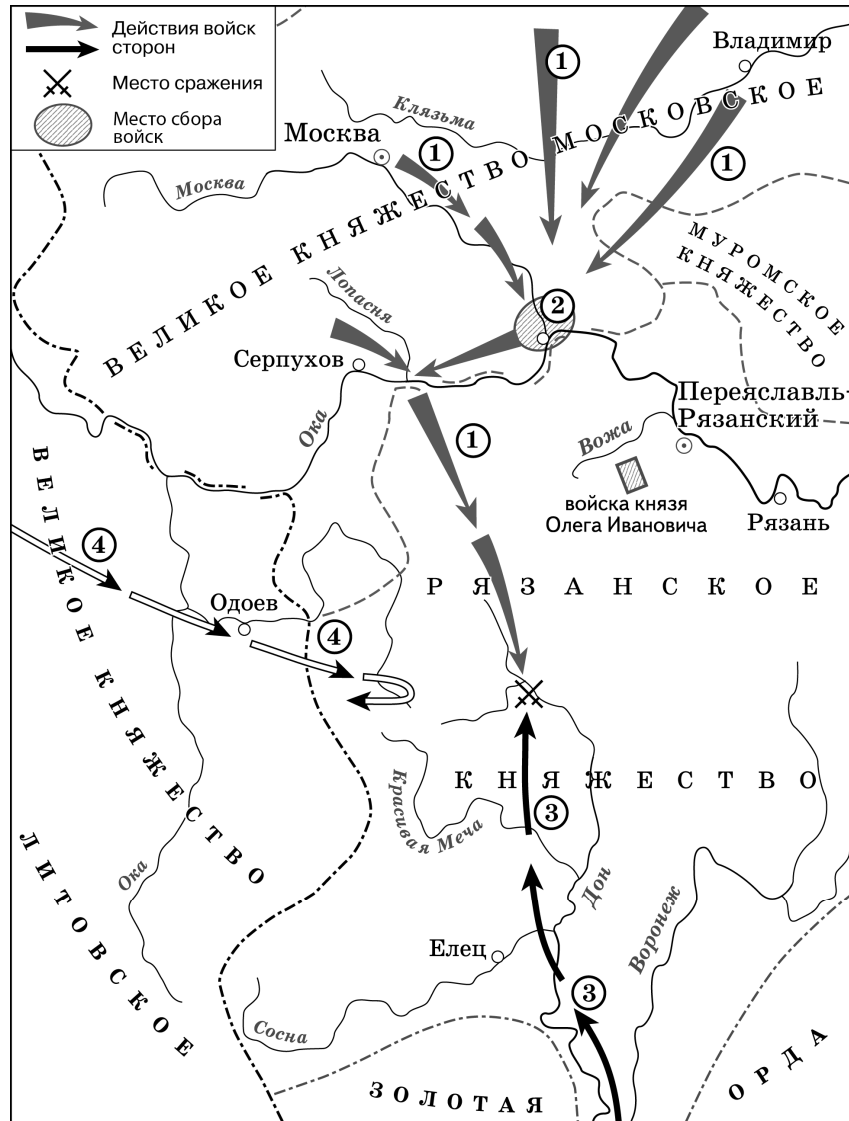 Действия войск
сторон
Место сражения
Место сбора
войск
1
Владимир
Клязьма
Москва
1
1
Москва
ВЕЛИКОЕ КНЯЖЕСТВО МОСКОВСКОЕ
МУРОМСКОЕ
КНЯЖЕСТВО
Лопасня
2
Серпухов
Переяславль-
Рязанский
Ока
1
Вожа
войска князя
Олега Ивановича
Рязань
4
РЯЗАНСКОЕ
Одоев
4
ВЕЛИКОЕ КНЯЖЕСТВО
КНЯЖЕСТВО
3
Красивая Меча
ЛИТОВСКОЕ
Ока
Дон
Воронеж
Елец
3
Сосна
ЗОЛОТАЯ ОРДА